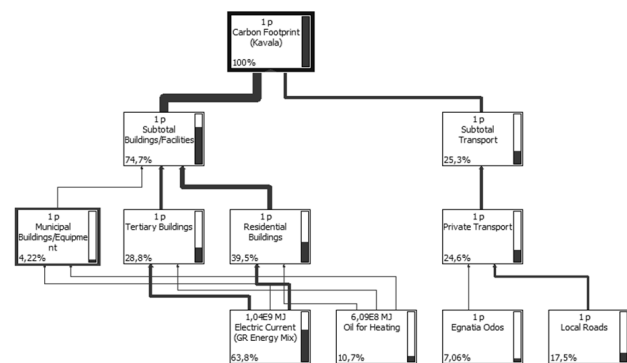 1 p
Carbon Footprint
(Kavala)
100%
1 p
Subtotal
Buildings/Facilities
74,7%
1 p
Subtotal
Transport
25,3%
1 p
Municipal
Buildings/Equipme
nt
4,22%
1 p
Tertiary Buildings
28,8%
1 p
Residential
Buildings
39,5%
1 p
Private Transport
24,6%
1,04E9 MJ
Electric Current
(GR Energy Mix)
63,8%
6,09E8 MJ
Oil for Heating
10,7%
1 p
Egnatia Odos
7,06%
1 p
Local Roads
17,5%